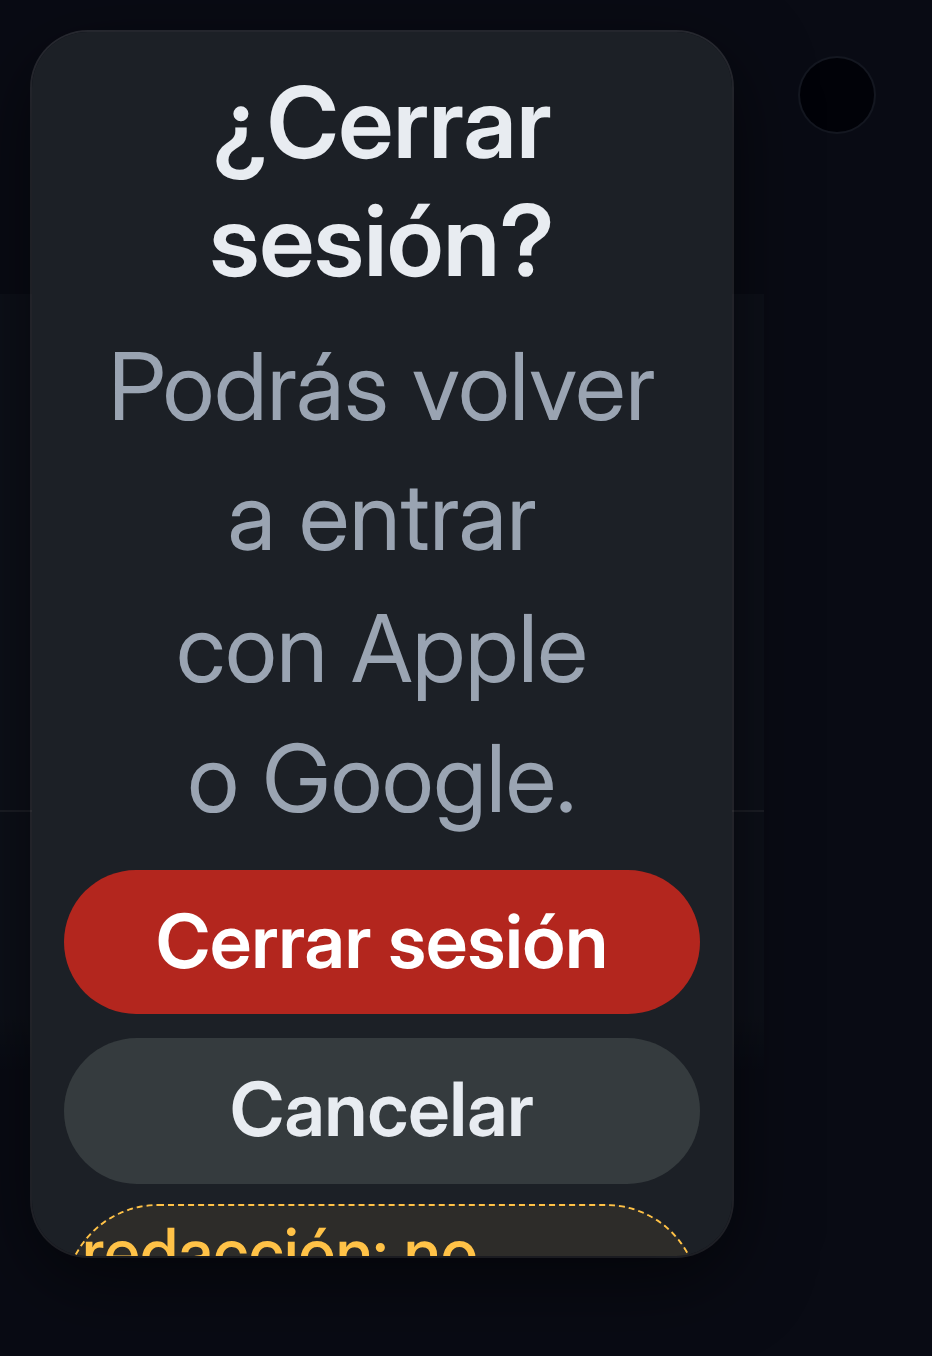 ¿Cerrar
sesión?
Podrás volver
a entrar
con Apple
o Google.
Cerrar sesión
Cancelar
redacción: no